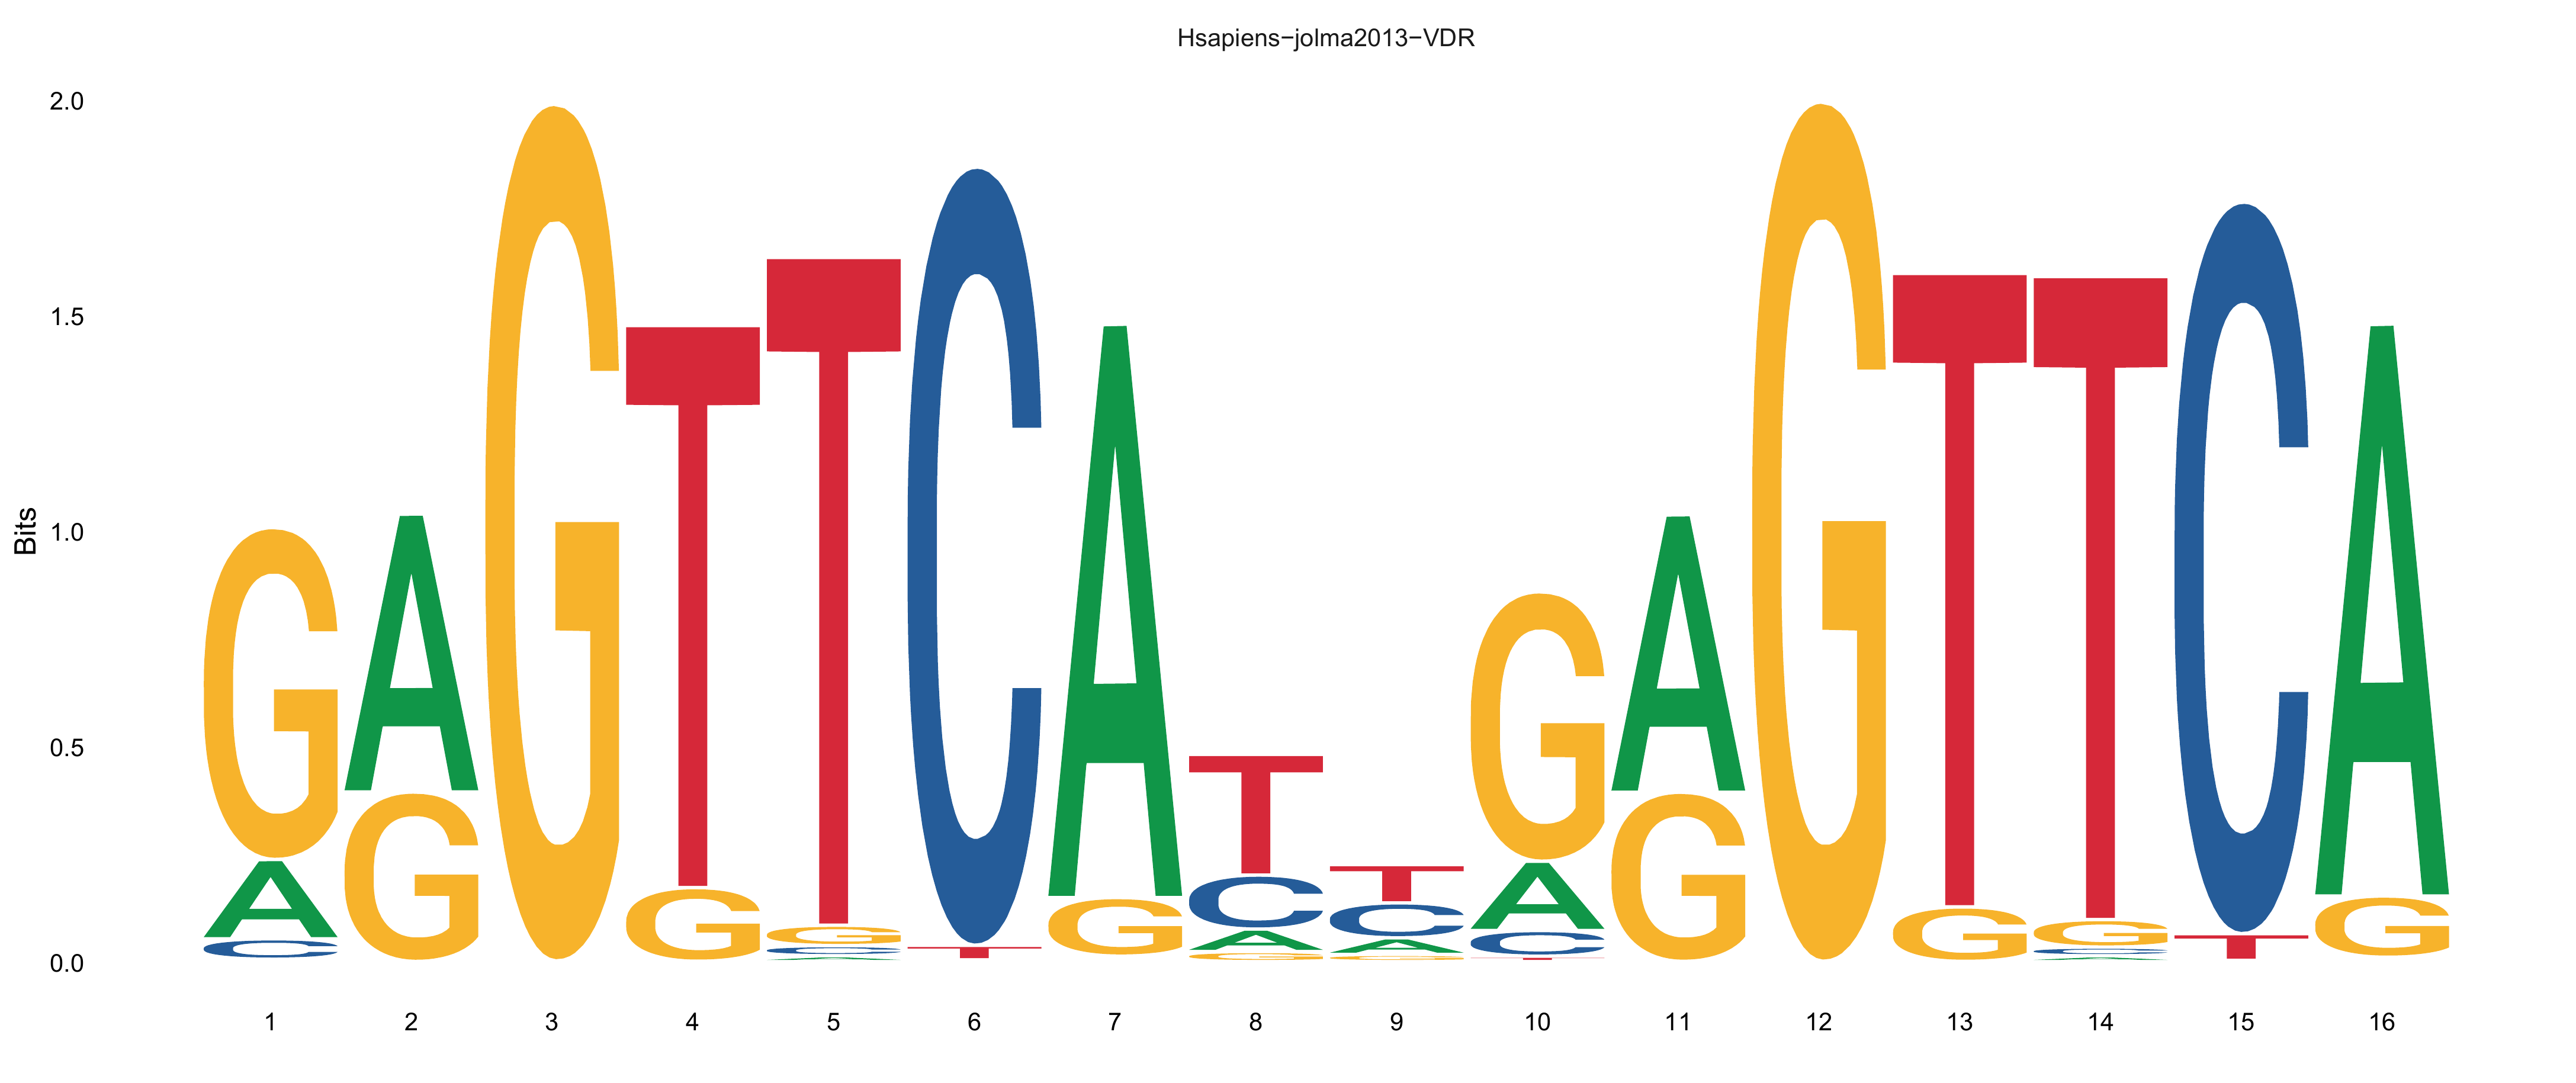 Hsapiens−jolma2013−VDR
2.0
1.5
1.0
0.5
0.0
Bits
G A G T T C A T T G A G T T C A
A G G G T G C C A G G G T G
C C C A A C C
A G G T A
1 2 3 4 5 6 7 8 9 10 11 12 13 14 15 16